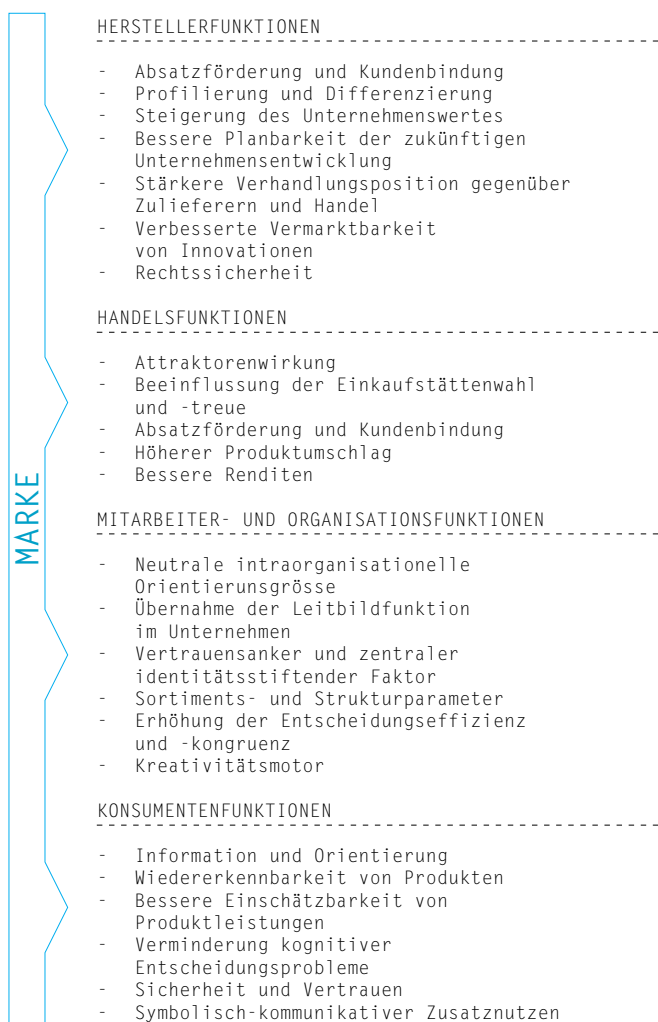 HERSTELLERFUNKTIONEN
- Absatzförderung und Kundenbindung
- Profilierung und Differenzierung
- Steigerung des Unternehmenswertes
- Bessere Planbarkeit der zukünftigen
Unternehmensentwicklung
- Stärkere Verhandlungsposition gegenüber
Zulieferern und Handel
- Verbesserte Vermarktbarkeit
von Innovationen
- Rechtssicherheit
HANDELSFUNKTIONEN
- Attraktorenwirkung
- Beeinflussung der Einkaufstättenwahl
und -treue
- Absatzförderung und Kundenbindung
- Höherer Produktumschlag
- Bessere Renditen
MARKE
MITARBEITER- UND ORGANISATIONSFUNKTIONEN
- Neutrale intraorganisationelle
Orientierunsgrösse
- Übernahme der Leitbildfunktion
im Unternehmen
- Vertrauensanker und zentraler
identitätsstiftender Faktor
- Sortiments- und Strukturparameter
- Erhöhung der Entscheidungseffizienz
und -kongruenz
- Kreativitätsmotor
KONSUMENTENFUNKTIONEN
- Information und Orientierung
- Wiedererkennbarkeit von Produkten
- Bessere Einschätzbarkeit von
Produktleistungen
- Verminderung kognitiver
Entscheidungsprobleme
- Sicherheit und Vertrauen
- Symbolisch-kommunikativer Zusatznutzen